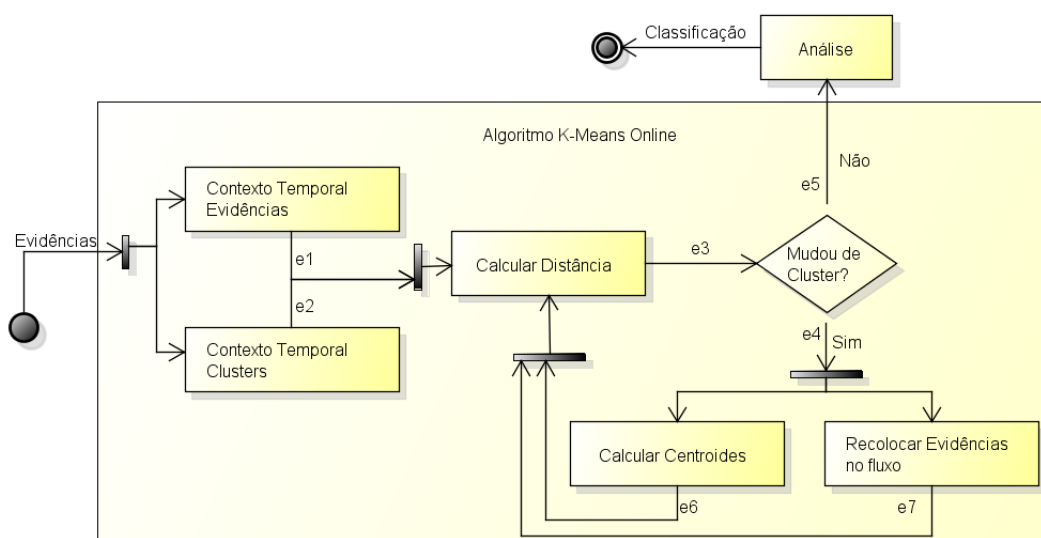 Classificação
Análise
Algoritmo K-Means Online
Não
e5
Contexto Temporal
Evidências
Evidências
e1
e2
Contexto Temporal
Clusters
Calcular Distância
e3
Mudou de
Cluster?
e4
Sim
Calcular Centroides
Recolocar Evidências
no fluxo
e6
e7